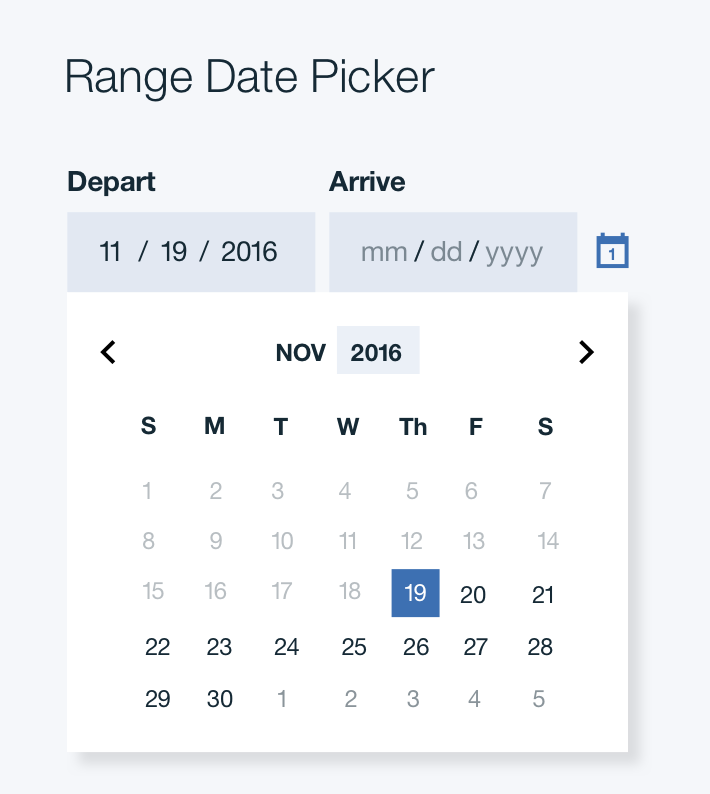 Range Date Picker
Depart Arrive
11 / 19 / 2016 mm / dd / yyyy 1
NOV 2016
S M T W Th F S
1 2 3 4 5 6 7
8 9 10 11 12 13 14
15 16 17 18 19 20 21
22 23 24 25 26 27 28
29 30 1 2 3 4 5